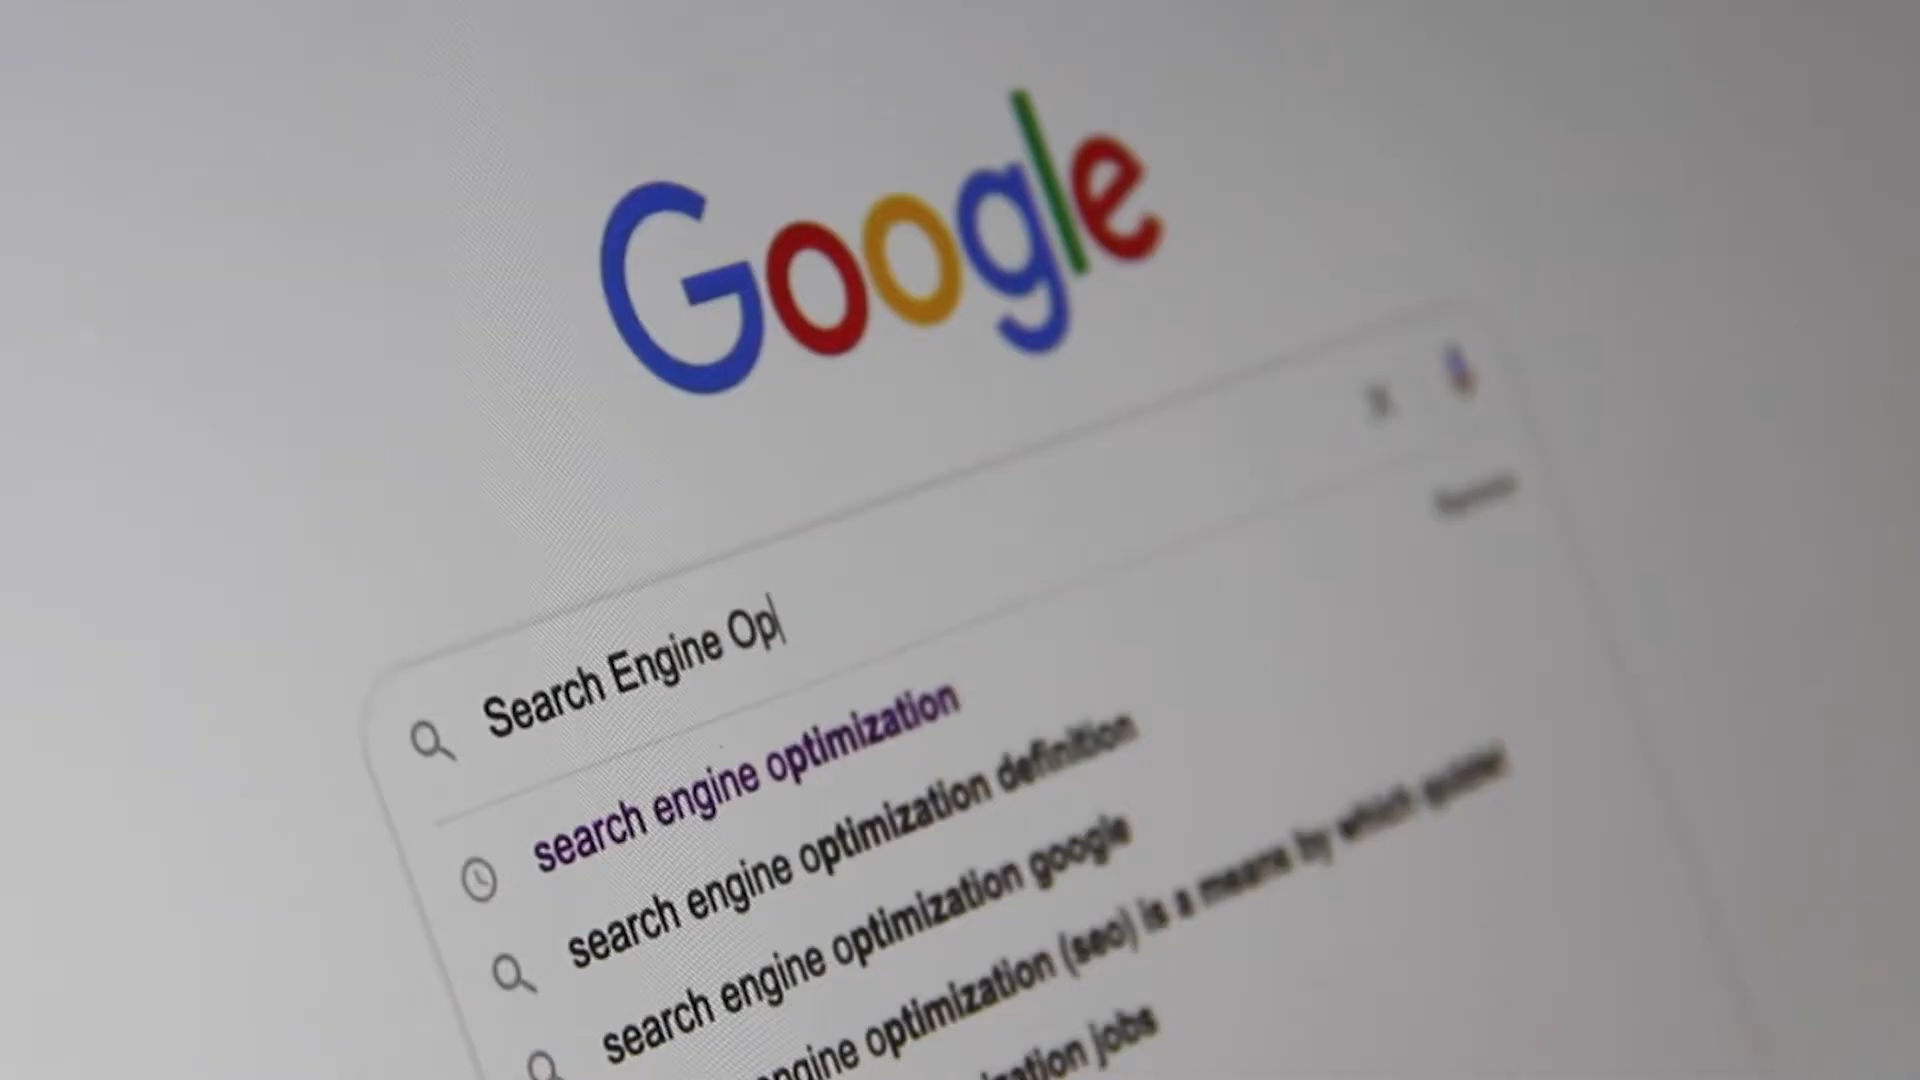 Google
Search Engine Op
search engine optimization
search engine optimization definition
search engine optimization google
engine optimization (seo) is a means by which
jobs